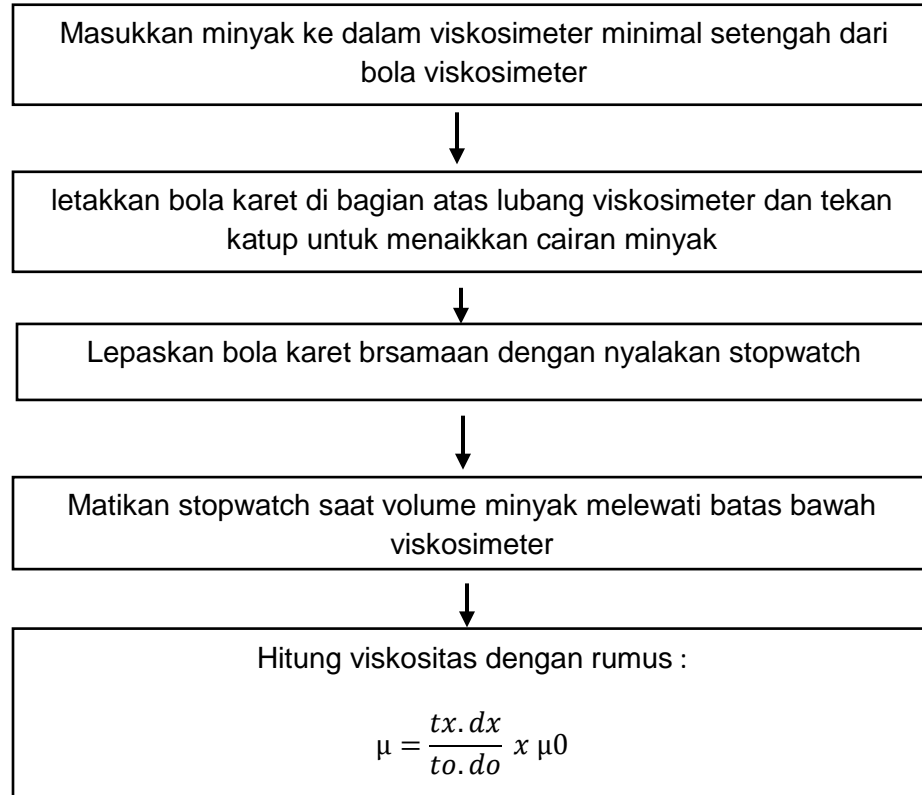 Masukkan minyak ke dalam viskosimeter minimal setengah dari
bola viskosimeter
letakkan bola karet di bagian atas lubang viskosimeter dan tekan
katup untuk menaikkan cairan minyak
Lepaskan bola karet brsamaan dengan nyalakan stopwatch
Matikan stopwatch saat volume minyak melewati batas bawah
viskosimeter
Hitung viskositas dengan rumus :
μ = tx. dx / to. do x μ0